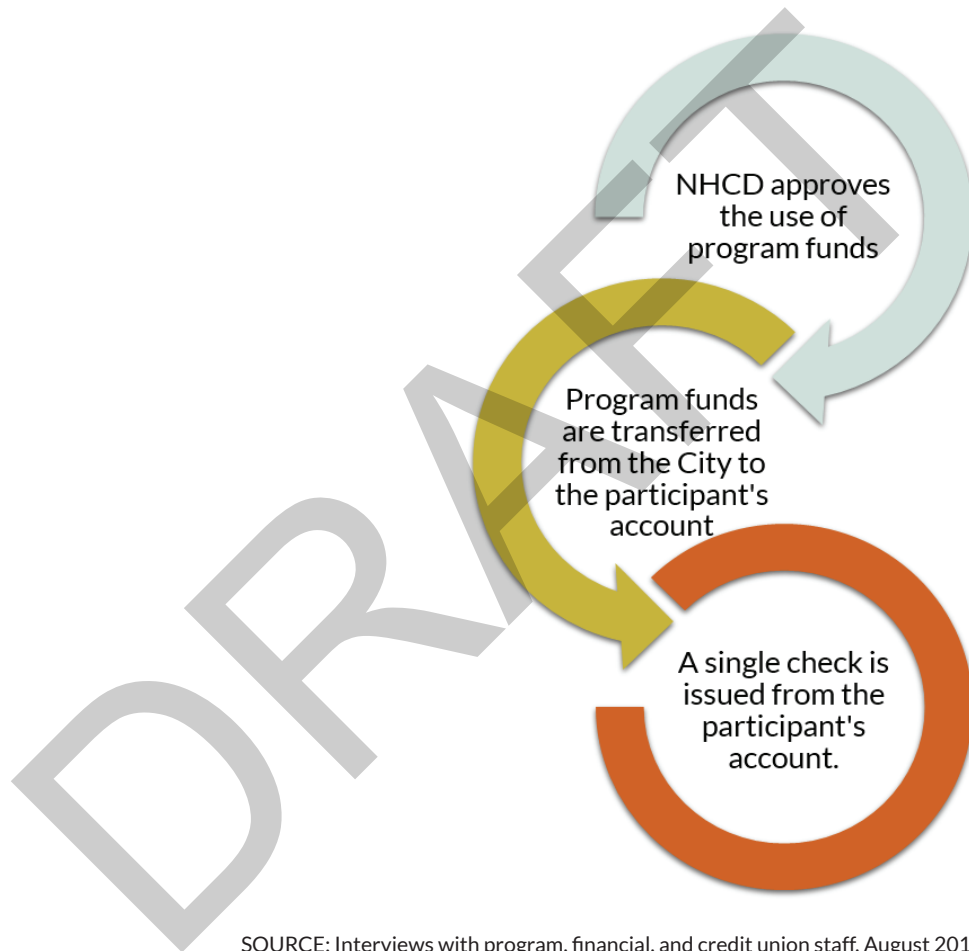 NHCD approves
the use of
program funds
Program funds
are transferred
from the City to
the participant's
account
A single check is
issued from the
participant's
account.
DRAFT
SOURCE: Interviews with program, financial, and credit union staff, August 201